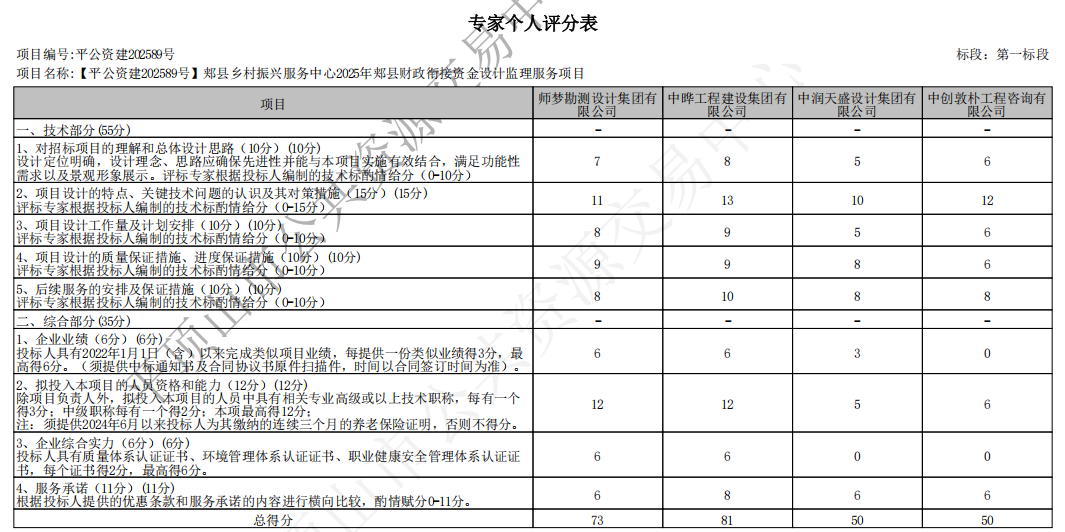 专家个人评分表
项目编号:平公资建202589号 标段：第一标段
项目名称:【平公资建202589号】郏县乡村振兴服务中心2025年郏县财政衔接资金设计监理服务项目
项目 师梦勘测设计集团有限公司 中晔工程建设集团有限公司 中润天盛设计集团有限公司 中创敦朴工程咨询有限公司
一、技术部分(55分) - - - -
1、对招标项目的理解和总体设计思路（10分）(10分)
设计定位明确，设计理念、思路应确保先进性并能与本项目实施有效结合，满足功能性 7 8 5 6
需求以及景观形象展示。评标专家根据投标人编制的技术标酌情给分（0-10分）
2、项目设计的特点、关键技术问题的认识及其对策措施（15分）(15分) 11 13 10 12
评标专家根据投标人编制的技术标酌情给分（0-15分）
3、项目设计工作量及计划安排（10分）(10分) 8 9 5 6
评标专家根据投标人编制的技术标酌情给分（0-10分）
4、项目设计的质量保证措施、进度保证措施（10分）(10分) 9 9 8 6
评标专家根据投标人编制的技术标酌情给分（0-10分）
5、后续服务的安排及保证措施（10分）(10分) 8 10 8 8
评标专家根据投标人编制的技术标酌情给分（0-10分）
二、综合部分(35分) - - - -
1、企业业绩（6分）(6分)
投标人具有2022年1月1日（含）以来完成类似项目业绩，每提供一份类似业绩得3分，最 6 6 3 0
高得6分。（须提供中标通知书及合同协议书原件扫描件，时间以合同签订时间为准）。
2、拟投入本项目的人员资格和能力（12分）(12分)
除项目负责人外，拟投入本项目的人员中具有相关专业高级或以上技术职称，每有一个 12 12 5 6
得3分；中级职称每有一个得2分；本项最高得12分；
注：须提供2024年6月以来投标人为其缴纳的连续三个月的养老保险证明，否则不得分。
3、企业综合实力（6分）(6分)
投标人具有质量体系认证证书、环境管理体系认证证书、职业健康安全管理体系认证证 6 6 0 0
书，每个证书得2分，最高得6分。
4、服务承诺（11分）(11分) 6 8 6 6
根据投标人提供的优惠条款和服务承诺的内容进行横向比较，酌情赋分0-11分。
总得分 73 81 50 50
平顶山市公共资源交易中心
平顶山市公共资源交易中心